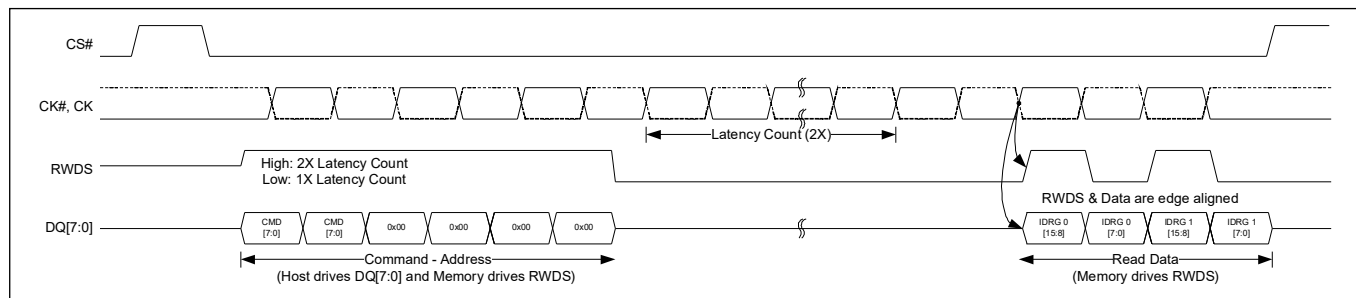 CS#
CK#, CK
Latency Count (2X)
RWDS
High: 2X Latency Count
Low: 1X Latency Count
RWDS & Data are edge aligned
DQ[7:0]
CMD
[7:0]
CMD
[7:0]
0x00
0x00
0x00
0x00
IDRG 0
[15:8]
IDRG 0
[7:0]
IDRG 1
[15:8]
IDRG 1
[7:0]
Command - Address
(Host drives DQ[7:0] and Memory drives RWDS)
Read Data
(Memory drives RWDS)